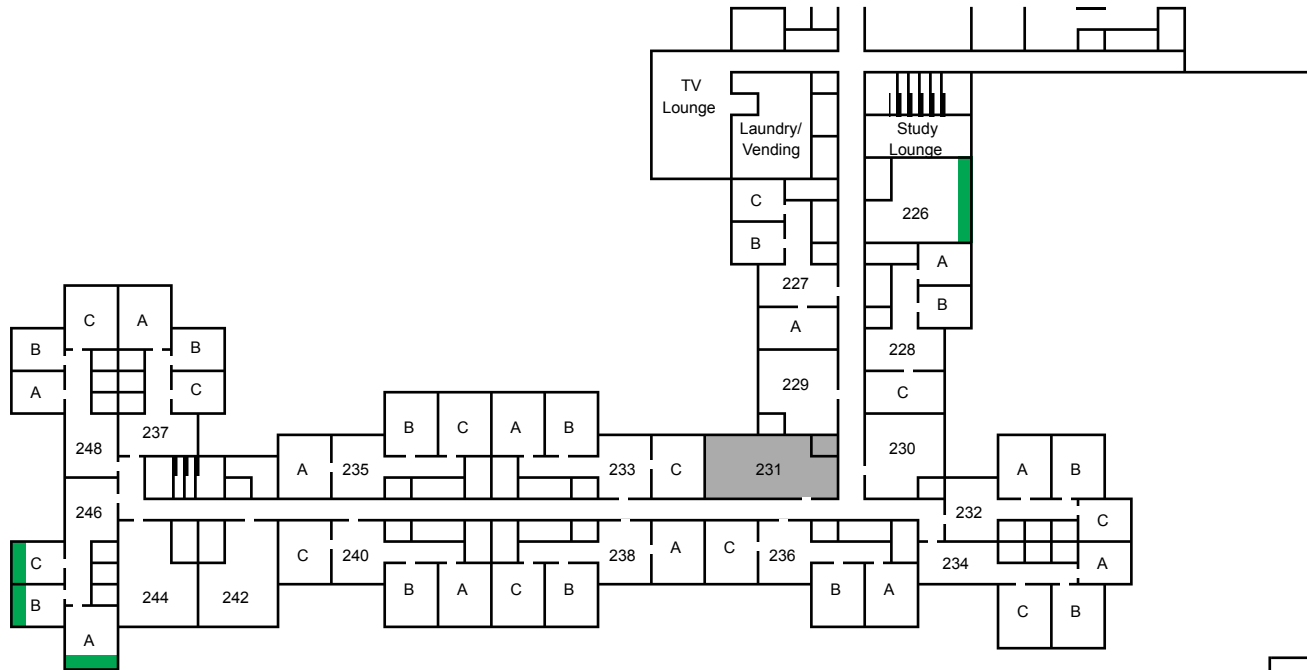 TV
Lounge
Laundry/
Vending
Study
Lounge
C
226
B
A
227
B
C A
A
B B
228
A C
229
C
B C A B
237
248 230
A 235 233 C 231 A B
246 232 C
C 240 238 A C 236 234 A
C
B B A C B B A
244 242 C B
A